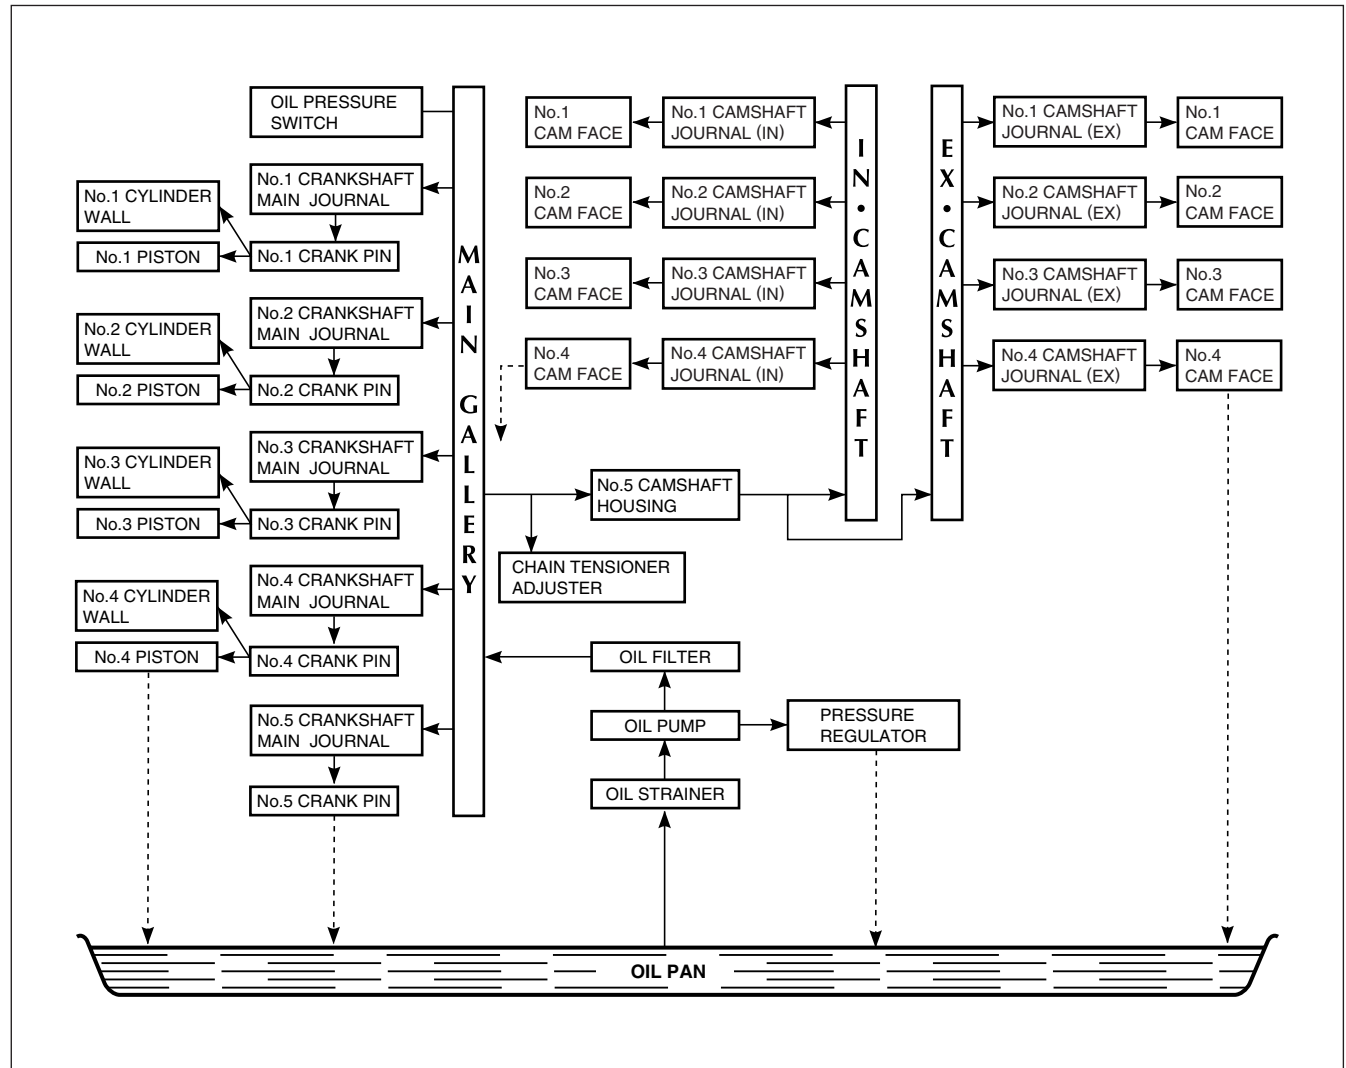 OIL PRESSURE
SWITCH
No.1 CRANKSHAFT
MAIN JOURNAL
No.1 CYLINDER
WALL
No.1 PISTON
No.1 CRANK PIN
No.2 CRANKSHAFT
MAIN JOURNAL
No.2 CYLINDER
WALL
No.2 PISTON
No.2 CRANK PIN
No.3 CRANKSHAFT
MAIN JOURNAL
No.3 CYLINDER
WALL
No.3 PISTON
No.3 CRANK PIN
No.4 CRANKSHAFT
MAIN JOURNAL
No.4 CYLINDER
WALL
No.4 PISTON
No.4 CRANK PIN
No.5 CRANKSHAFT
MAIN JOURNAL
No.5 CRANK PIN
MAIN GALLERY
No.1
CAM FACE
No.1 CAMSHAFT
JOURNAL (IN)
No.2
CAM FACE
No.2 CAMSHAFT
JOURNAL (IN)
No.3
CAM FACE
No.3 CAMSHAFT
JOURNAL (IN)
No.4
CAM FACE
No.4 CAMSHAFT
JOURNAL (IN)
IN•CAMSHAFT
EX•CAMSHAFT
No.1 CAMSHAFT
JOURNAL (EX)
No.1
CAM FACE
No.2 CAMSHAFT
JOURNAL (EX)
No.2
CAM FACE
No.3 CAMSHAFT
JOURNAL (EX)
No.3
CAM FACE
No.4 CAMSHAFT
JOURNAL (EX)
No.4
CAM FACE
No.5 CAMSHAFT
HOUSING
CHAIN TENSIONER
ADJUSTER
OIL FILTER
OIL PUMP
PRESSURE
REGULATOR
OIL STRAINER
OIL PAN